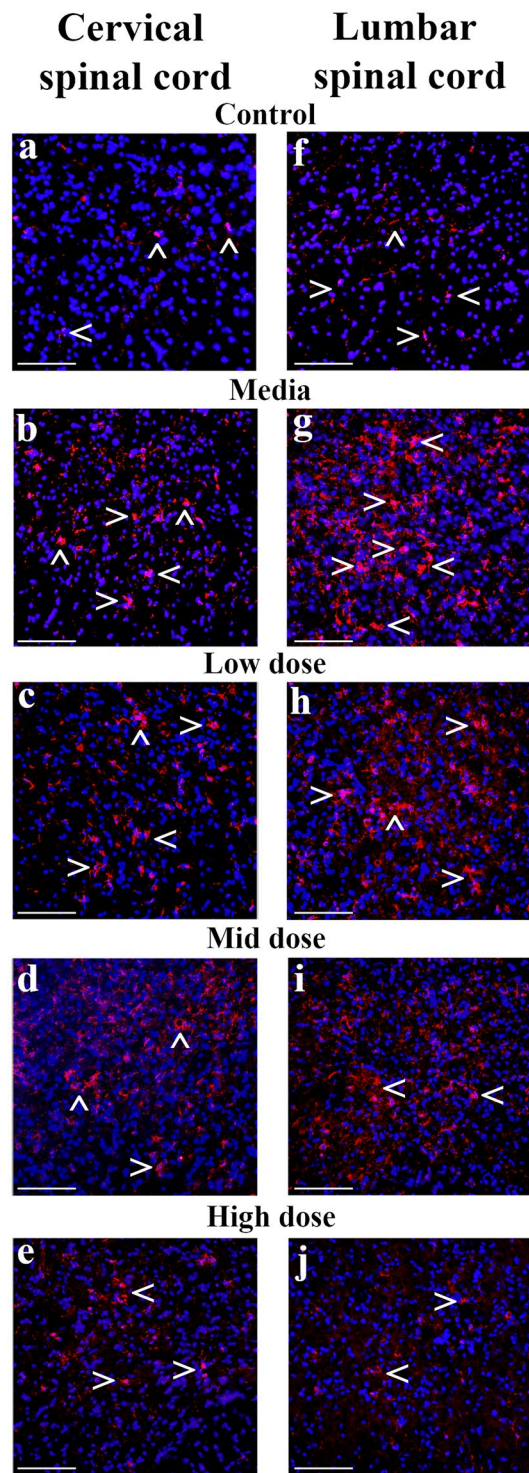 Cervical spinal cord
Lumbar spinal cord
Control
a
f
Media
b
g
Low dose
c
h
Mid dose
d
i
High dose
e
j